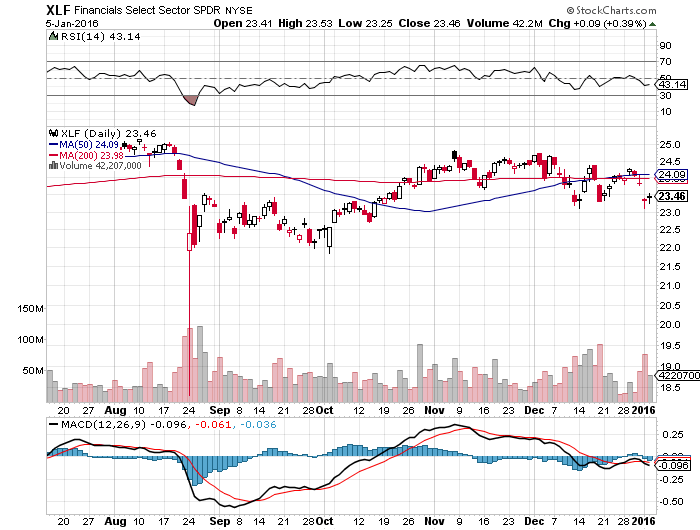 XLF Financials Select Sector SPDR NYSE © StockCharts.com
5-Jan-2016 Open 23.41 High 23.53 Low 23.25 Close 23.46 Volume 42.2M Chg +0.09 (+0.39%)
RSI(14) 43.14
90
70
50
43.14
30
10
XLF (Daily) 23.46
MA(50) 24.09
MA(200) 23.98
Volume 42,207,000
25.0
24.5
24.09
23.46
23.0
22.5
22.0
21.5
21.0
20.5
20.0
19.5
19.0
18.5
150M
100M
50M
4220700
20 27 Aug 10 17 24 Sep 8 14 21 28 Oct 12 19 26 Nov 9 16 23 Dec 7 14 21 28 2016
MACD(12,26,9) -0.096, -0.061, -0.036
0.25
0.00
-0.096
-0.25
-0.50
20 27 Aug 10 17 24 Sep 8 14 21 28 Oct 12 19 26 Nov 9 16 23 Dec 7 14 21 28 2016